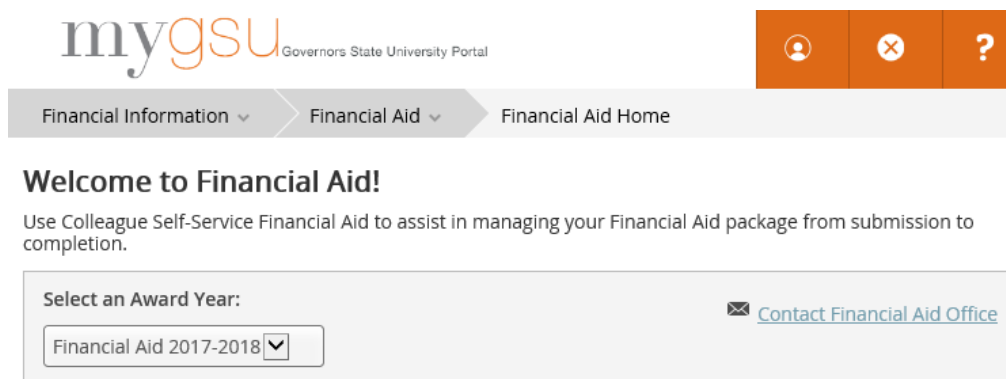 mygsu Governors State University Portal
?
Financial Information Financial Aid Financial Aid Home
Welcome to Financial Aid!
Use Colleague Self-Service Financial Aid to assist in managing your Financial Aid package from submission to
completion.
Select an Award Year:
Contact Financial Aid Office
Financial Aid 2017-2018